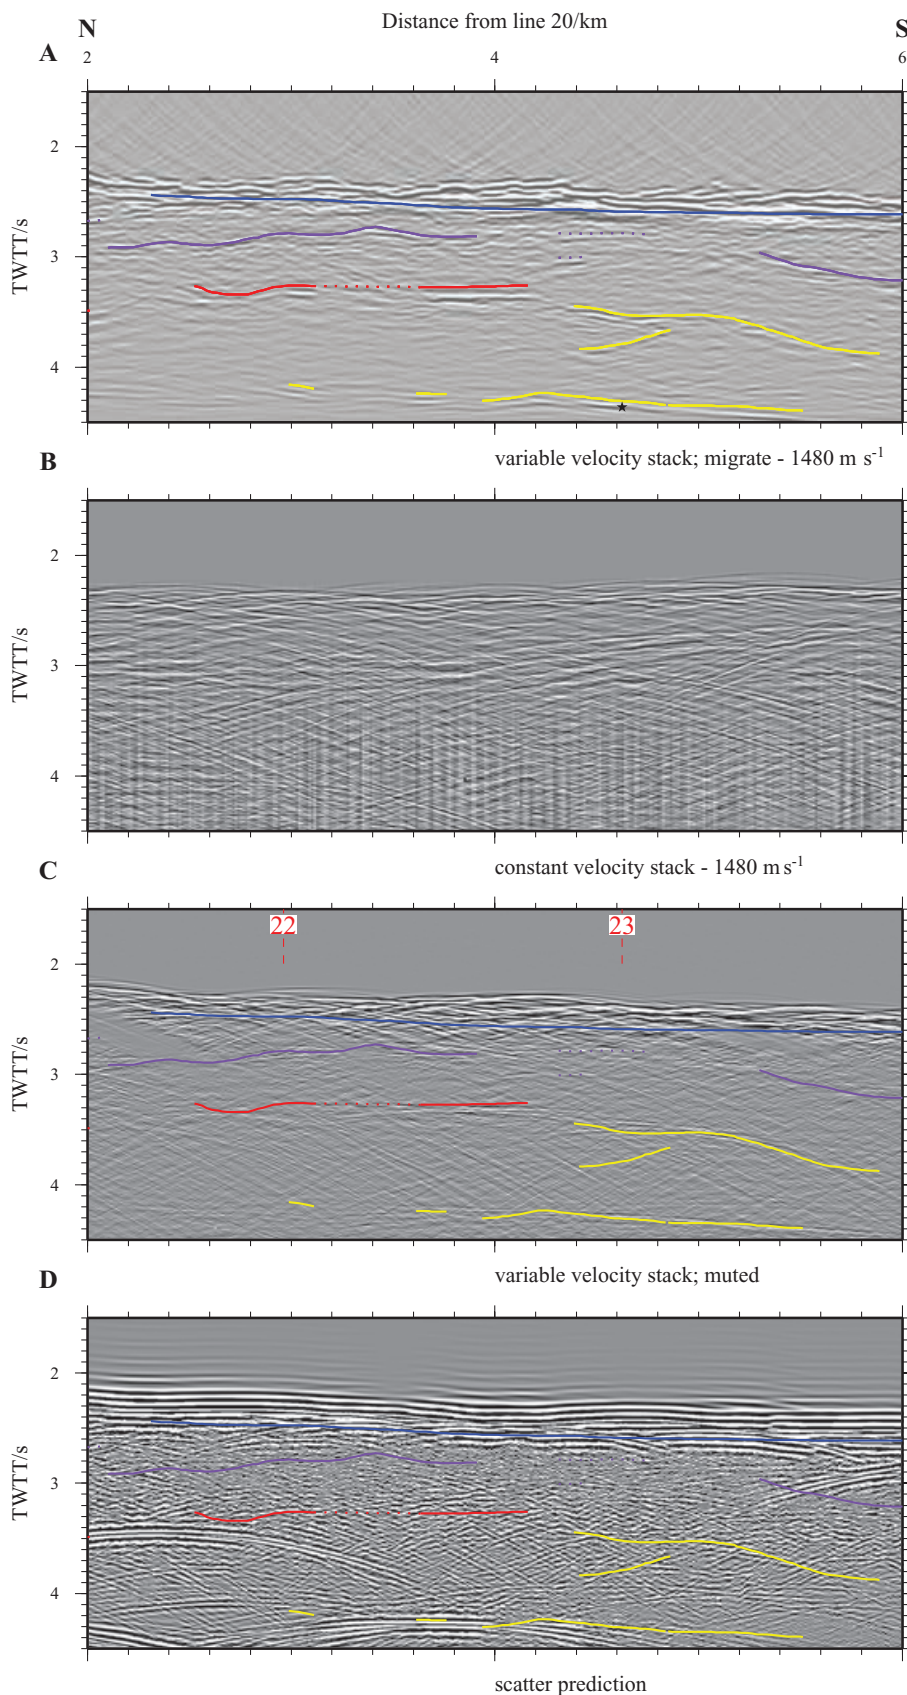 N Distance from line 20/km S
A 2 4 6
2
3
4
TWTT/s
variable velocity stack; migrate - 1480 m s⁻¹
B
2
3
4
TWTT/s
constant velocity stack - 1480 m s⁻¹
C
22 23
2
3
4
TWTT/s
variable velocity stack; muted
D
2
3
4
TWTT/s
scatter prediction